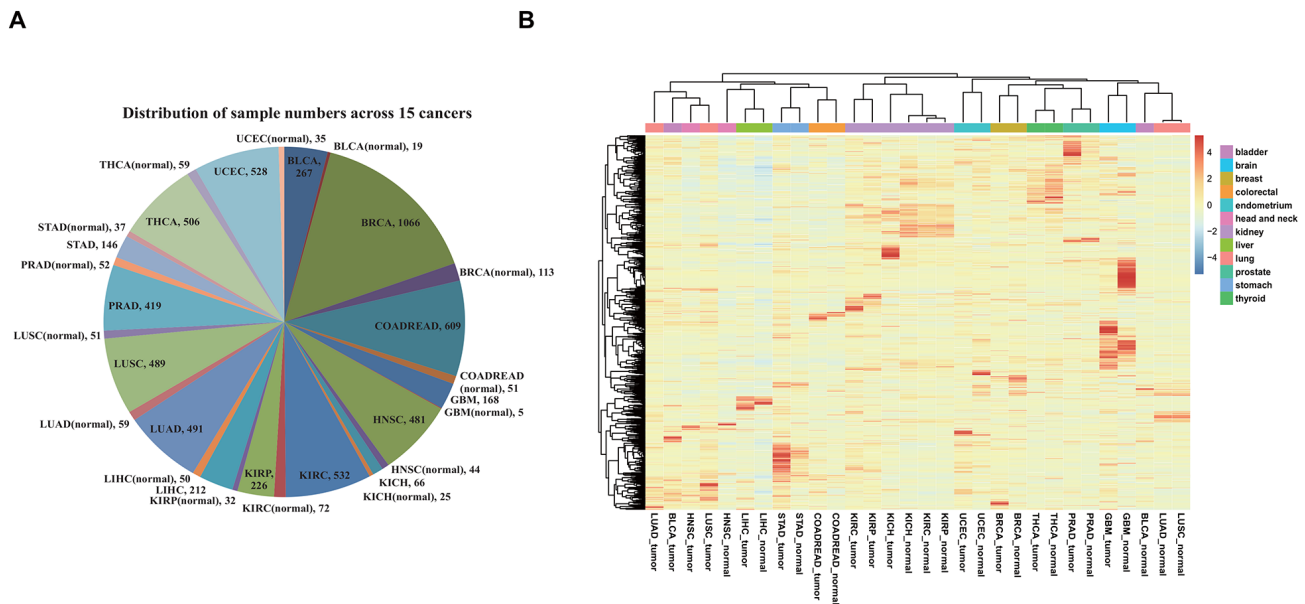 A
B
Distribution of sample numbers across 15 cancers
UCEC(normal), 35
BLCA,
267
BLCA(normal), 19
BRCA, 1066
BRCA(normal), 113
COADREAD, 609
COADREAD
(normal), 51
GBM, 168
GBM(normal), 5
HNSC, 481
HNSC(normal), 44
KICH, 66
KICH(normal), 25
KIRC, 532
KIRC(normal), 72
KIRP,
226
KIRP(normal), 32
LIHC, 212
LIHC(normal), 50
LUAD, 491
LUAD(normal), 59
LUSC, 489
LUSC(normal), 51
PRAD, 419
PRAD(normal), 52
STAD, 146
STAD(normal), 37
THCA, 506
THCA(normal), 59
UCEC, 528
4
2
0
−2
−4
bladder
brain
breast
colorectal
endometrium
head and neck
kidney
liver
lung
prostate
stomach
thyroid
LUAD_tumor
BLCA_tumor
HNSC_tumor
LUSC_tumor
HNSC_normal
LIHC_tumor
LIHC_normal
STAD_tumor
STAD_normal
COADREAD_tumor
COADREAD_normal
KIRC_tumor
KIRP_tumor
KICH_tumor
KICH_normal
KIRC_normal
KIRP_normal
UCEC_tumor
UCEC_normal
BRCA_tumor
BRCA_normal
THCA_tumor
THCA_normal
PRAD_tumor
PRAD_normal
GBM_tumor
GBM_normal
BLCA_normal
LUAD_normal
LUSC_normal